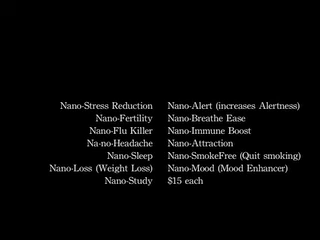 Nano-Stress Reduction Nano-Alert (increases Alertness)
Nano-Fertility Nano-Breathe Ease
Nano-Flu Killer Nano-Immune Boost
Na-no-Headache Nano-Attraction
Nano-Sleep Nano-SmokeFree (Quit smoking)
Nano-Loss (Weight Loss) Nano-Mood (Mood Enhancer)
Nano-Study $15 each